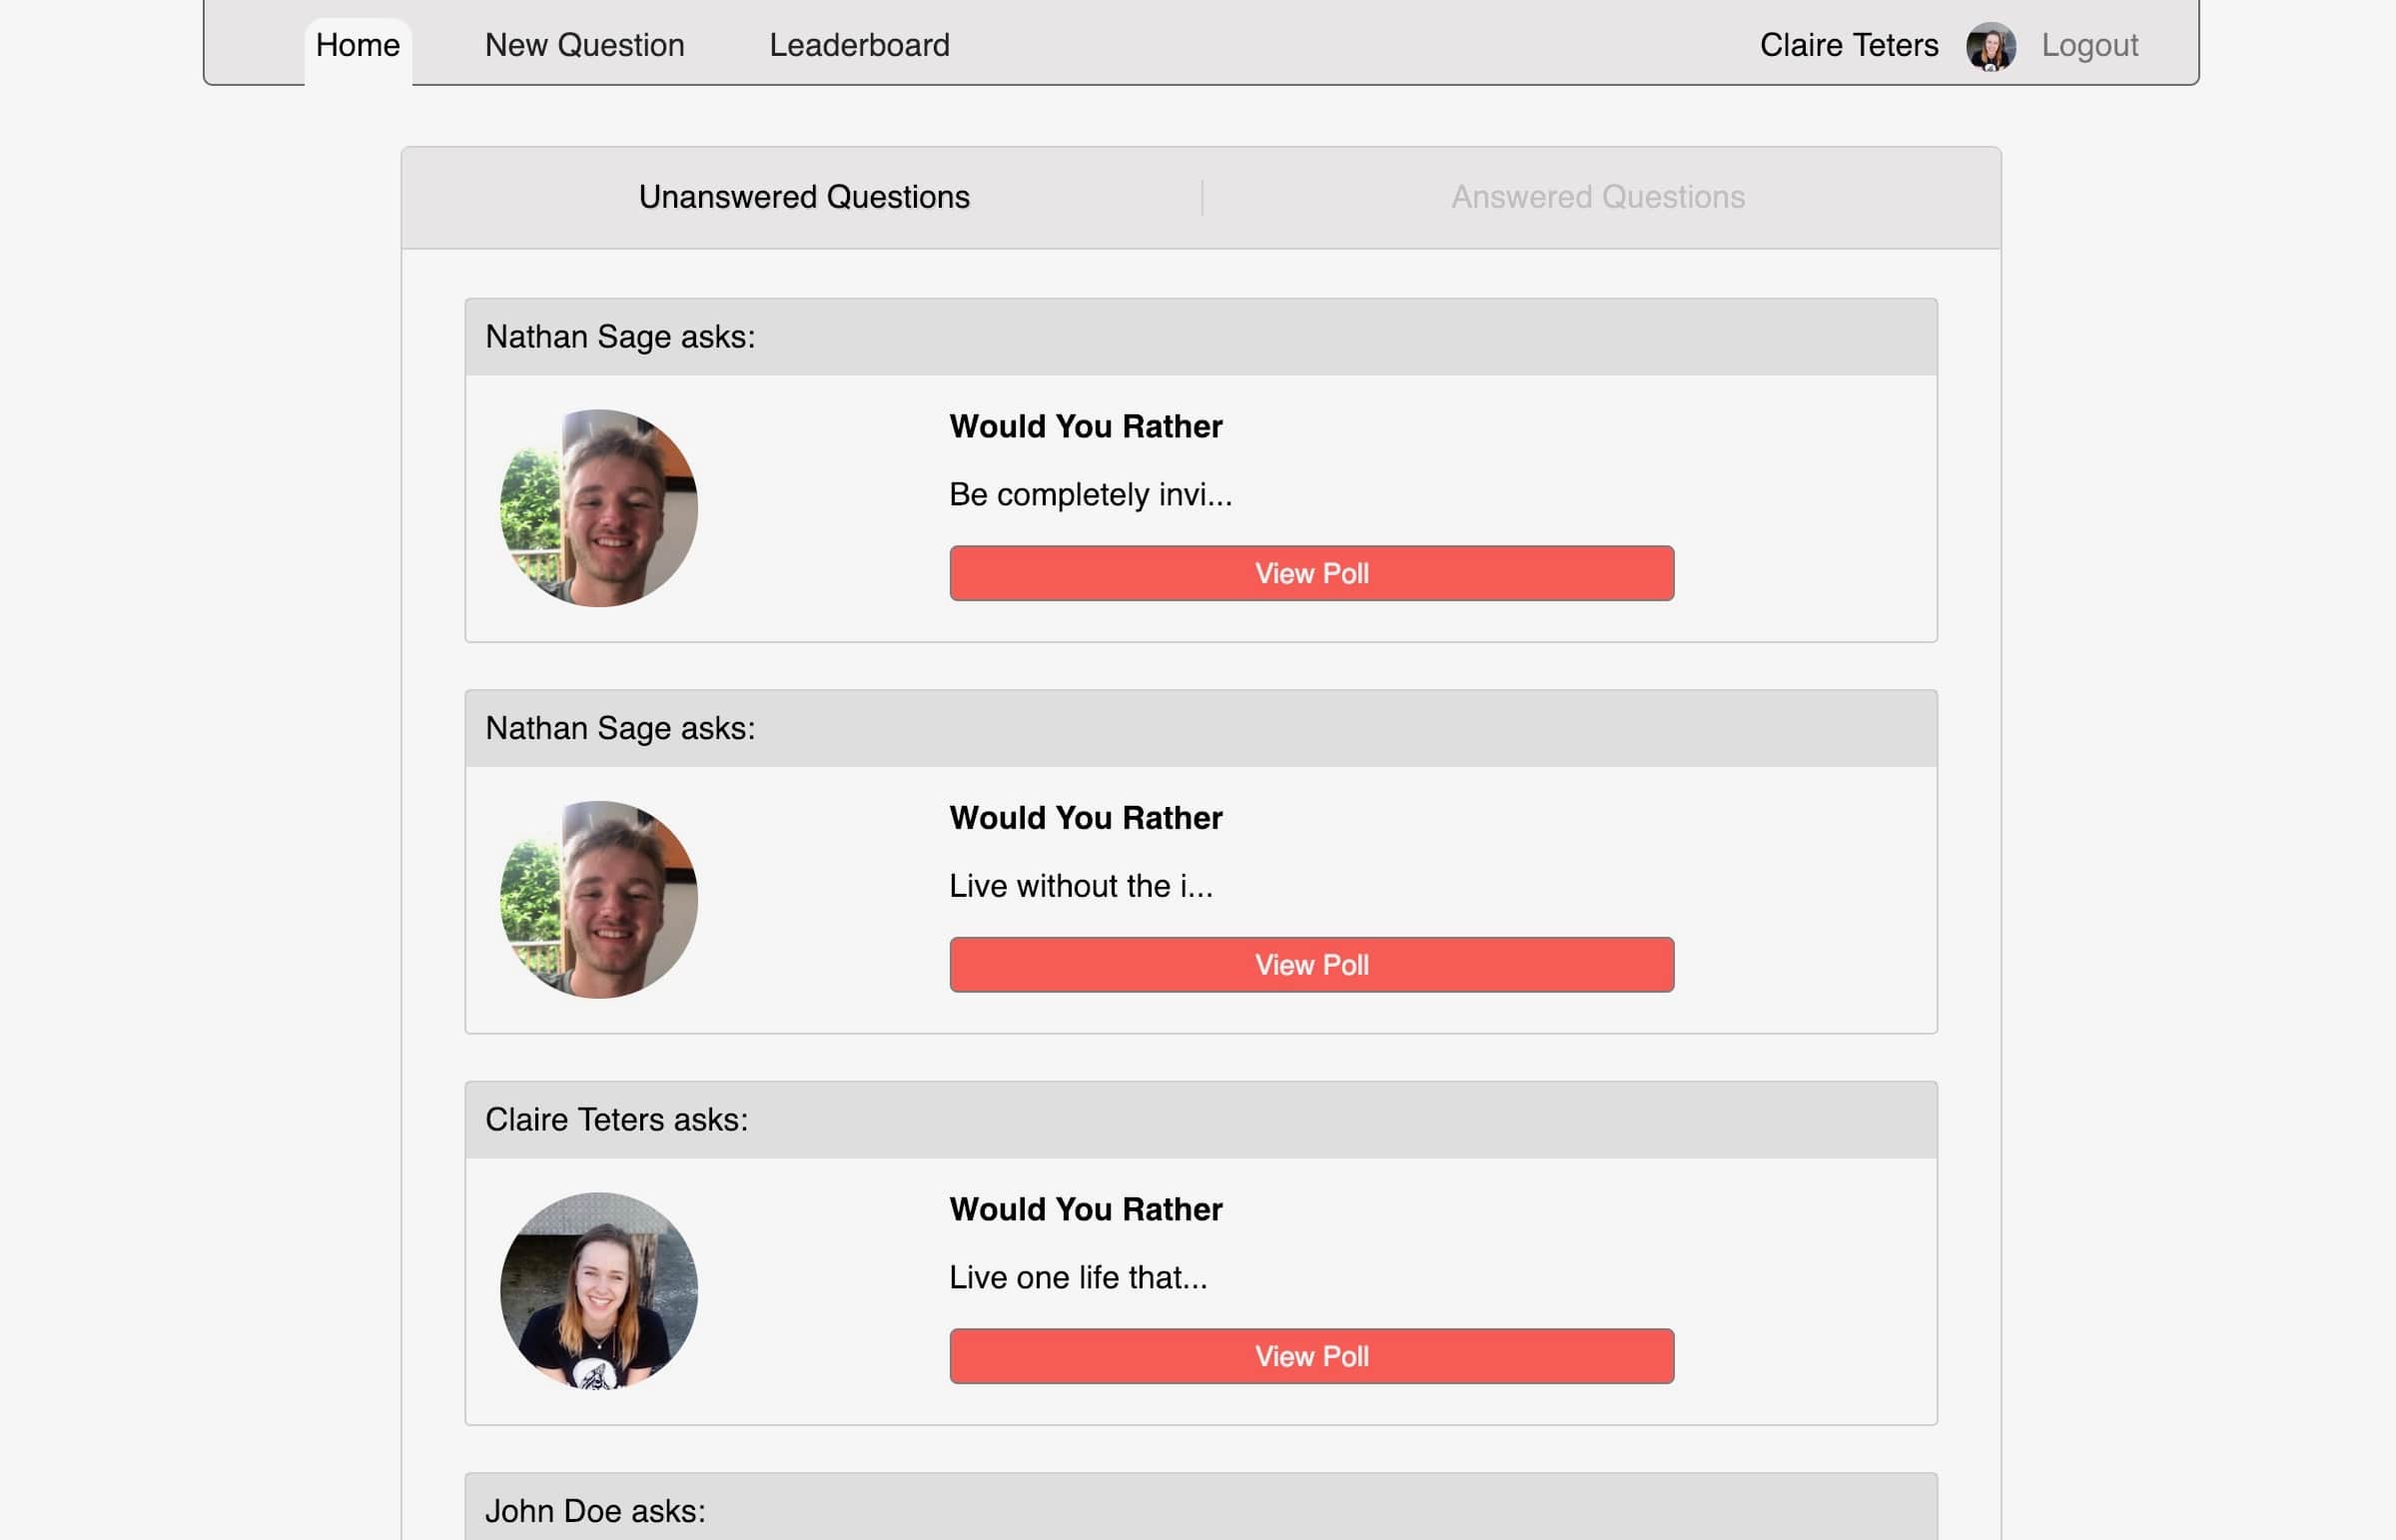 Home New Question Leaderboard Claire Teters Logout
Unanswered Questions Answered Questions
Nathan Sage asks:
Would You Rather
Be completely invi...
View Poll
Nathan Sage asks:
Would You Rather
Live without the i...
View Poll
Claire Teters asks:
Would You Rather
Live one life that...
View Poll
John Doe asks: